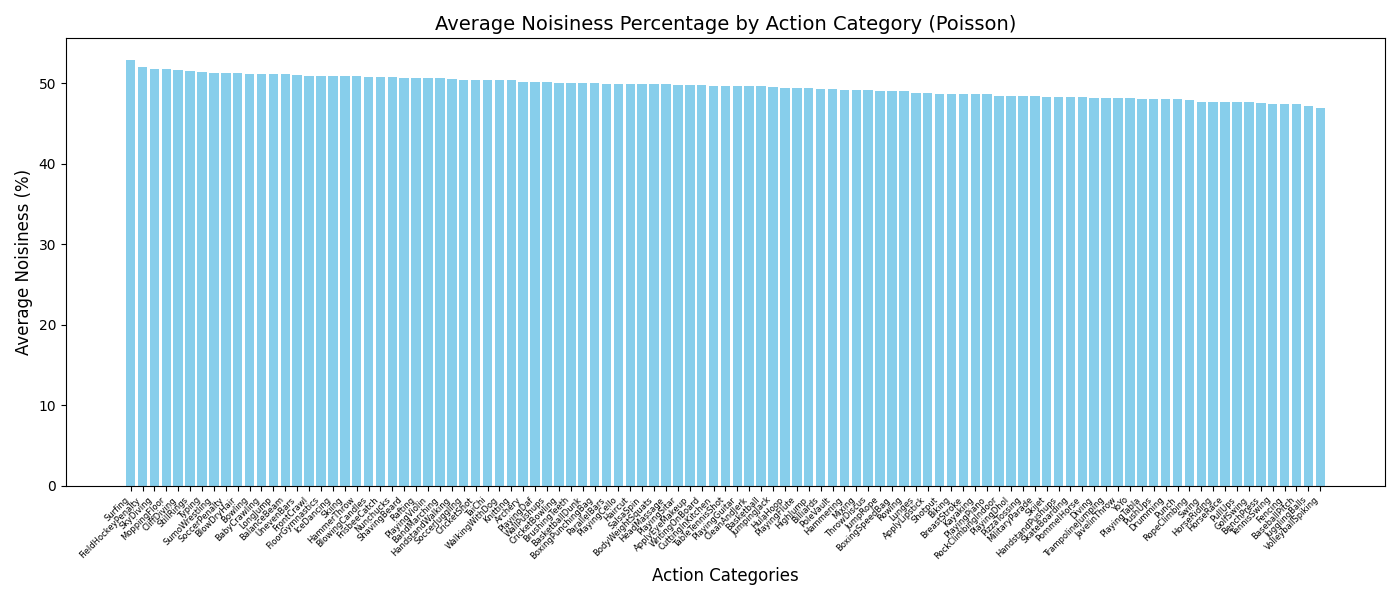 Average Noisiness Percentage by Action Category (Poisson)
Average Noisiness (%)
50
40
30
20
10
0
Surfing
FieldHockeyPenalty
SkyDiving
MoppingFloor
CliffDiving
StillRings
Typing
SumoWrestling
SoccerPenalty
BlowDryHair
Bowling
BabyCrawling
LongJump
BalanceBeam
UnevenBars
FrontCrawl
FloorGymnastics
IceDancing
Skiing
HammerThrow
BlowingCandles
FrisbeeCatch
Nunchucks
ShavingBeard
Rafting
PlayingViolin
BandMarching
HandstandWalking
SoccerJuggling
CricketShot
TaiChi
WalkingWithDog
Knitting
Archery
PlayingDaf
WallPushups
CricketBowling
BrushingTeeth
BasketballDunk
BoxingPunchingBag
ParallelBars
PlayingCello
Haircut
SalsaSpin
BodyWeightSquats
HeadMassage
PlayingSitar
ApplyEyeMakeup
WritingOnBoard
CuttingInKitchen
TableTennisShot
PlayingGuitar
CleanAndJerk
Basketball
JumpingJack
HulaHoop
PlayingFlute
HighJump
Billiards
PoleVault
Hammering
Mixing
ThrowDiscus
JumpRope
BoxingSpeedBag
Rowing
Lunges
ApplyLipstick
Shotput
Biking
BreastStroke
Kayaking
PlayingPiano
RockClimbingIndoor
PlayingDhol
PizzaTossing
MilitaryParade
Skijet
HandstandPushups
SkateBoarding
PommelHorse
Diving
TrampolineJumping
JavelinThrow
YoYo
PlayingTabla
PushUps
Drumming
Punch
RopeClimbing
Swing
HorseRiding
HorseRace
PullUps
GolfSwing
BenchPress
TennisSwing
Fencing
BaseballPitch
JugglingBalls
VolleyballSpiking
Action Categories